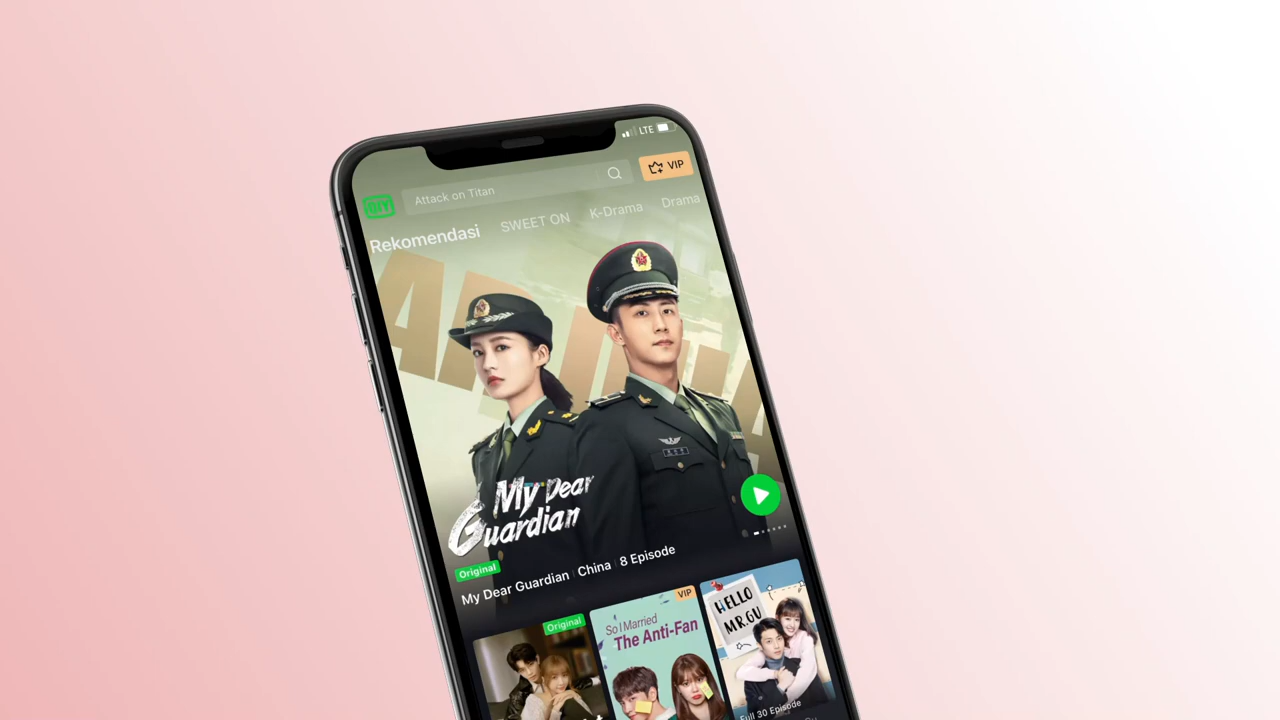 LTE
iQIYI
Attack on Titan
VIP
Rekomendasi
SWEET ON
K-Drama
Drama
My Dear
Guardian
Original
My Dear Guardian
China
8 Episode
Original
VIP
So I Married
The Anti-Fan
HELLO
MR.GU
Full 30 Episode